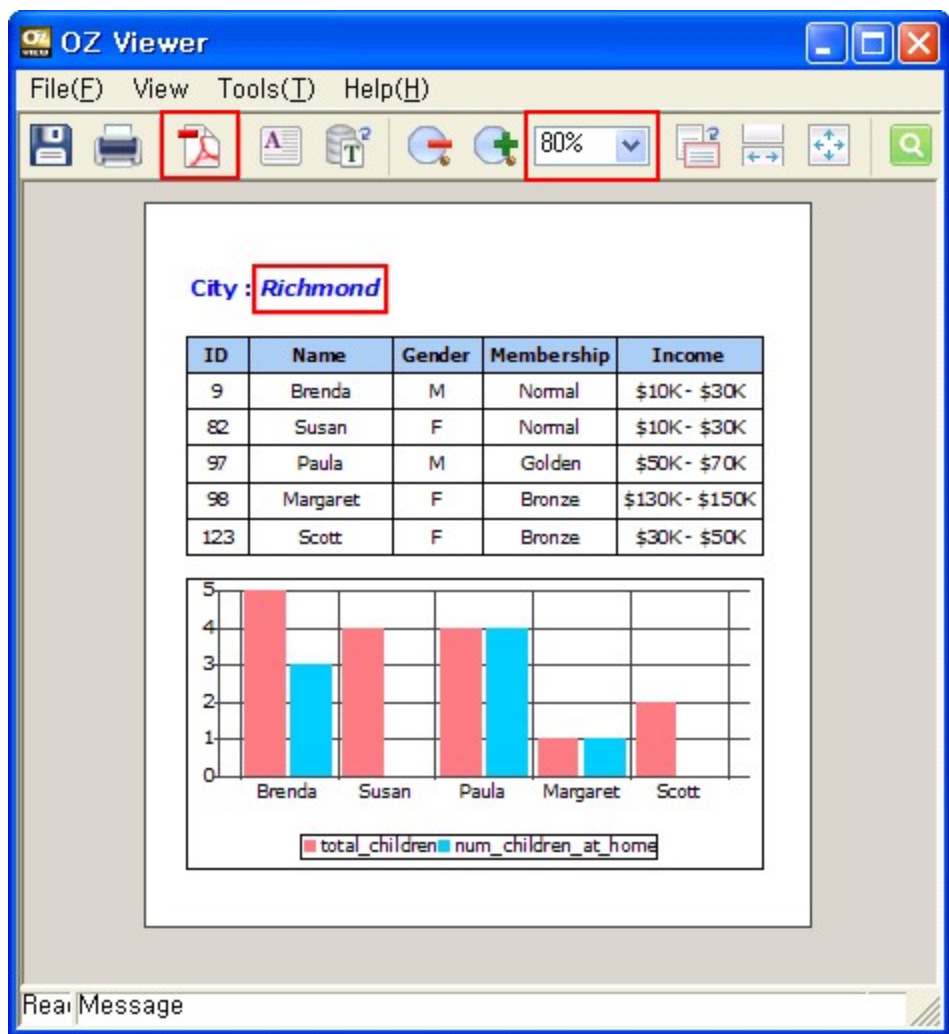 OZ Viewer
File(F) View Tools(T) Help(H)
80%
City : Richmond
ID Name Gender Membership Income
9 Brenda M Normal $10K - $30K
82 Susan F Normal $10K - $30K
97 Paula M Golden $50K - $70K
98 Margaret F Bronze $130K - $150K
123 Scott F Bronze $30K - $50K
5
4
3
2
1
0
Brenda Susan Paula Margaret Scott
total_children num_children_at_home
Message